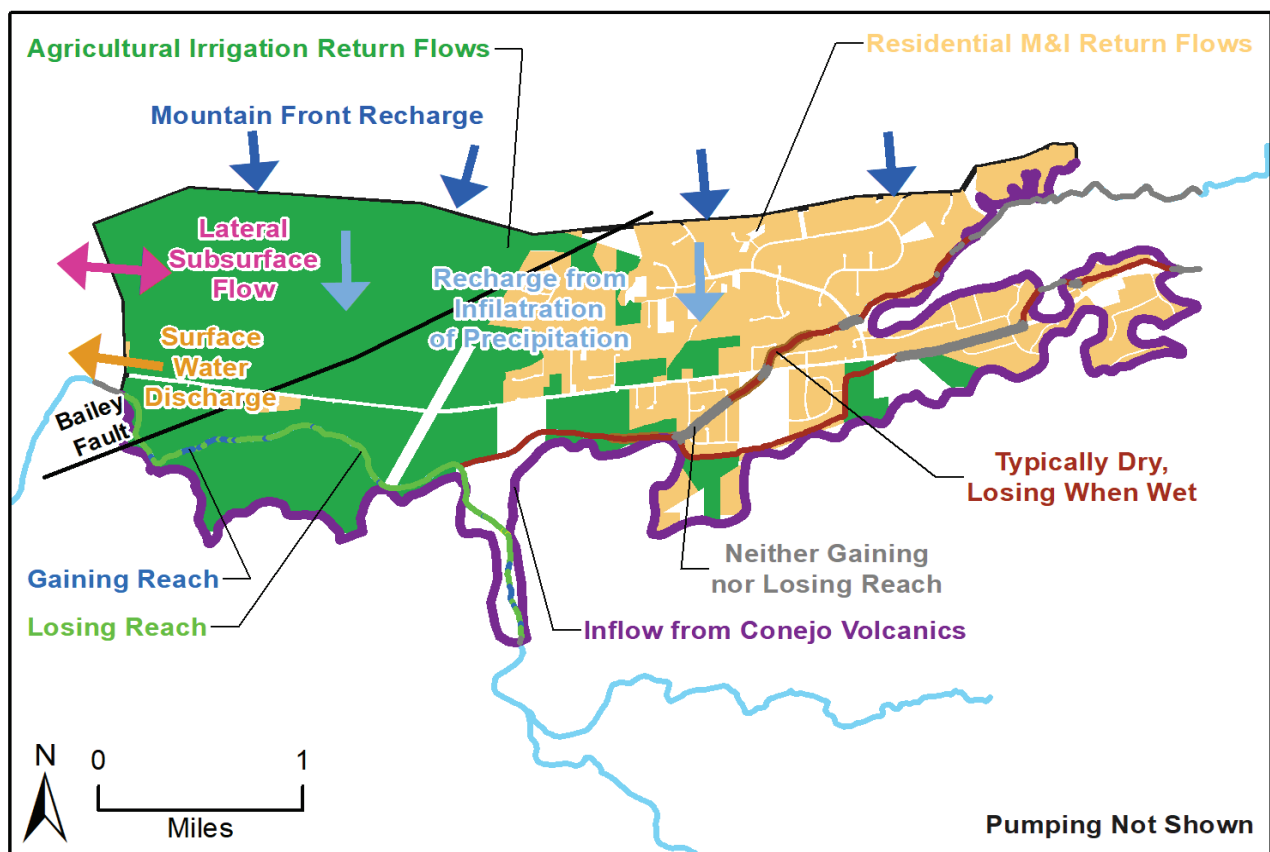 Agricultural Irrigation Return Flows
Residential M&I Return Flows
Mountain Front Recharge
Lateral
Subsurface
Flow
Recharge from
Infilatration
of Precipitation
Surface
Water
Discharge
Bailey
Fault
Typically Dry,
Losing When Wet
Neither Gaining
nor Losing Reach
Gaining Reach
Losing Reach
Inflow from Conejo Volcanics
N
0 1
Miles
Pumping Not Shown